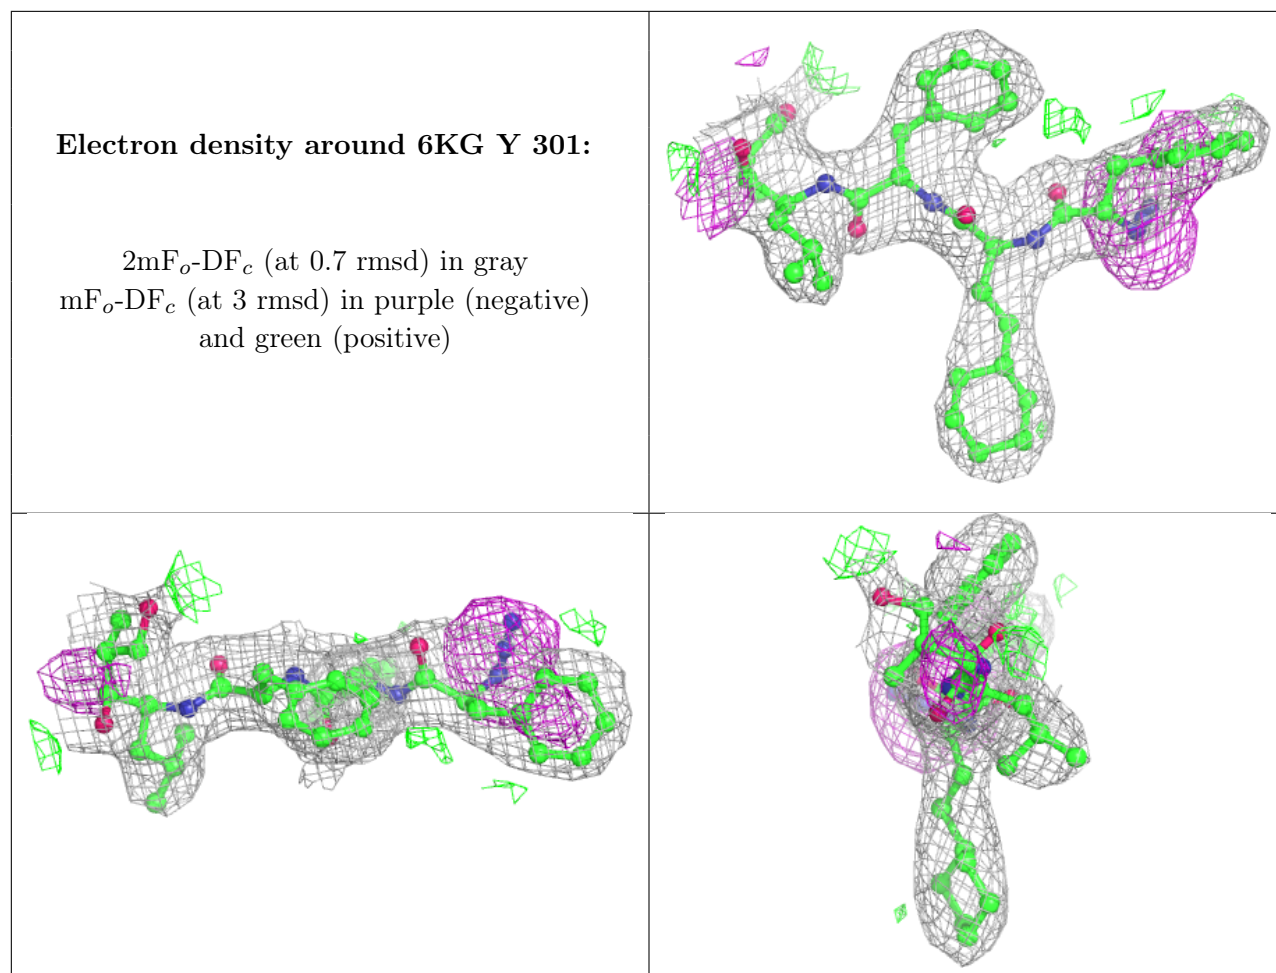 Electron density around 6KG Y 301:
2mFₒ-DF𝒸 (at 0.7 rmsd) in gray
mFₒ-DF𝒸 (at 3 rmsd) in purple (negative)
and green (positive)